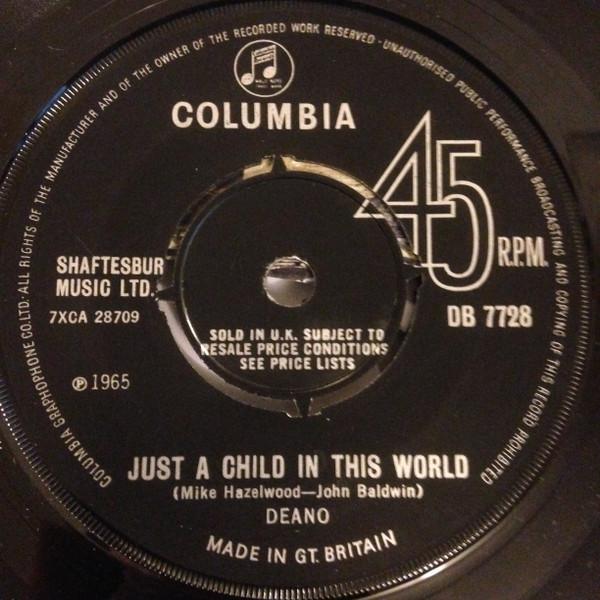 COLUMBIA GRAPHOPHONE CO. LTD. · ALL RIGHTS OF THE MANUFACTURER AND OF THE OWNER OF THE RECORDED WORK RESERVED · UNAUTHORISED PUBLIC PERFORMANCE BROADCASTING AND COPYING OF THIS RECORD PROHIBITED
COLUMBIA
45
R.P.M.
SHAFTESBUR
MUSIC LTD.
7XCA 28709
DB 7728
SOLD IN U.K. SUBJECT TO
RESALE PRICE CONDITIONS
SEE PRICE LISTS
℗ 1965
JUST A CHILD IN THIS WORLD
(Mike Hazelwood—John Baldwin)
DEANO
MADE IN GT. BRITAIN